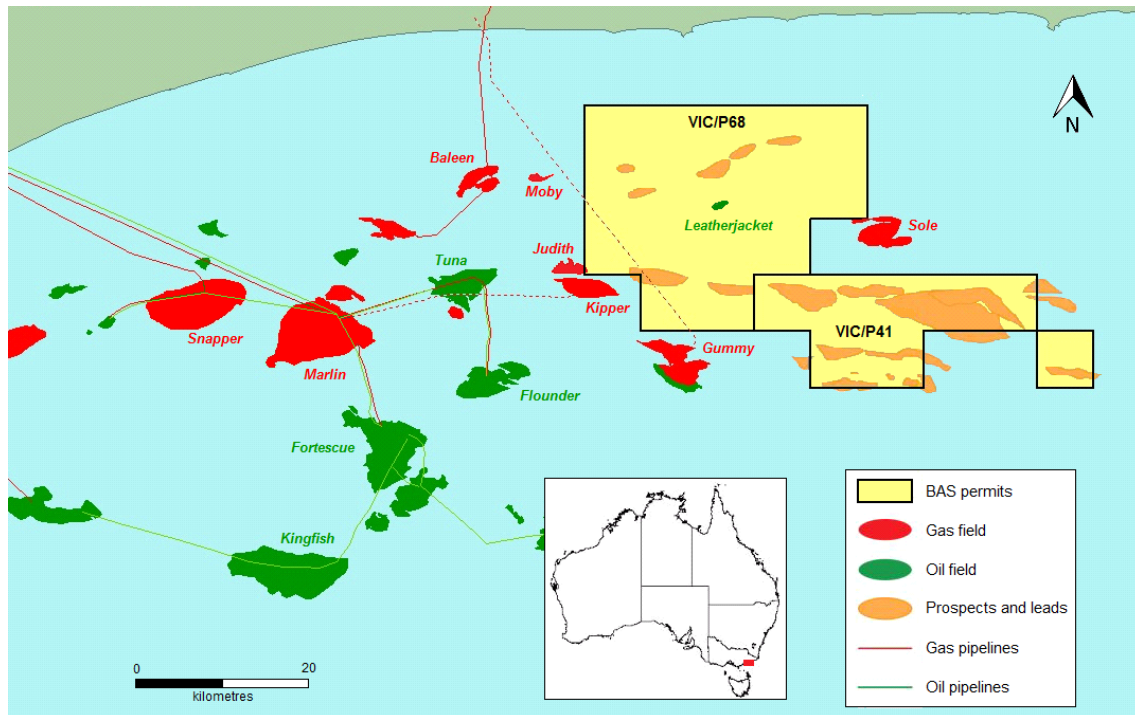 VIC/P68
N
Baleen
Moby
Leatherjacket
Sole
Judith
Tuna
Kipper
Snapper
VIC/P41
Gummy
Marlin
Flounder
Fortescue
Kingfish
BAS permits
Gas field
Oil field
Prospects and leads
Gas pipelines
Oil pipelines
0 20
kilometres